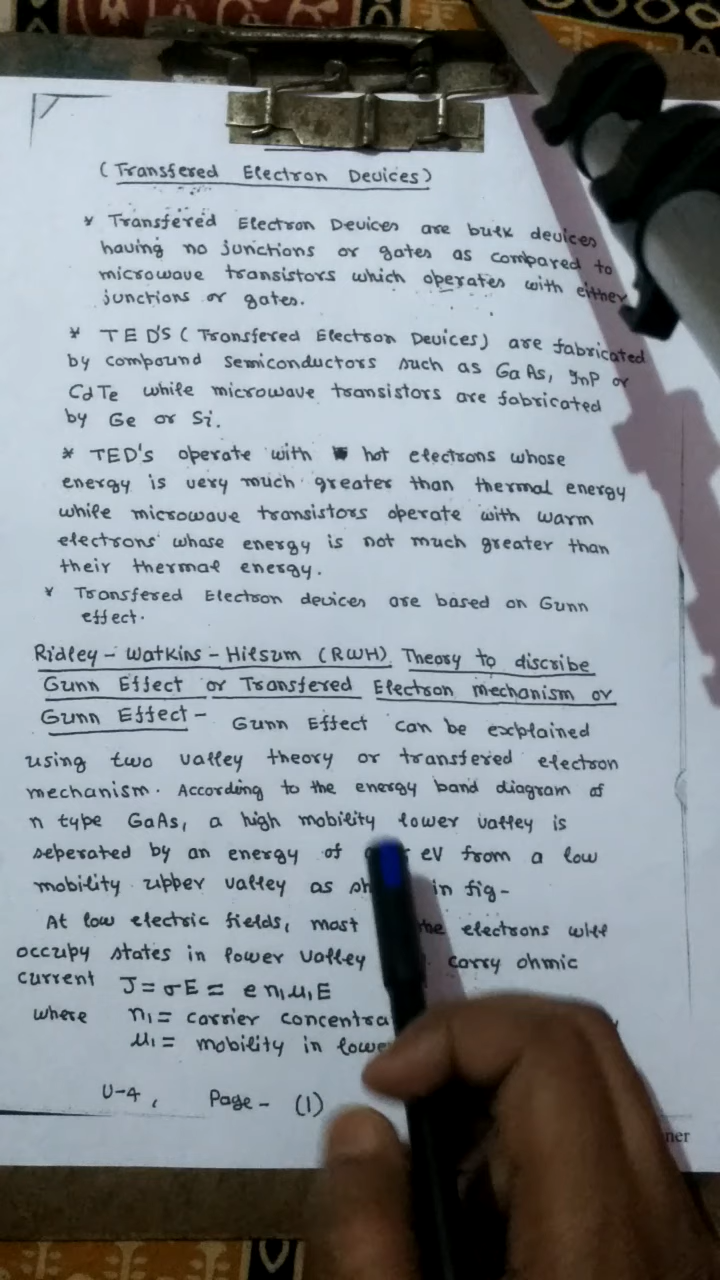 (Transfered Electron Devices)
* Transfered Electron Devices are bulk devices
having no junctions or gates as compared to
microwave transistors which operates with either
junctions or gates.
* TED'S (Transfered Electron Devices) are fabricated
by compound semiconductors such as GaAs, InP or
CdTe while microwave transistors are fabricated
by Ge or Si.
* TED's operate with hot electrons whose
energy is very much greater than thermal energy
while microwave transistors operate with warm
electrons whose energy is not much greater than
their thermal energy.
* Transfered Electron devices are based on Gunn
effect.
Ridley - Watkins - Hilsum (RWH) Theory to discribe
Gunn Effect or Transfered Electron mechanism or
Gunn Effect - Gunn Effect can be explained
using two valley theory or transfered electron
mechanism. According to the energy band diagram of
n type GaAs, a high mobility lower valley is
seperated by an energy of eV from a low
mobility upper valley as in fig-
At low electric fields, most electrons will
occupy states in lower valley carry ohmic
current J = σE = e n1 μ1 E
where n1 = carrier
μ1 = mobility in
U-4, Page - (1)